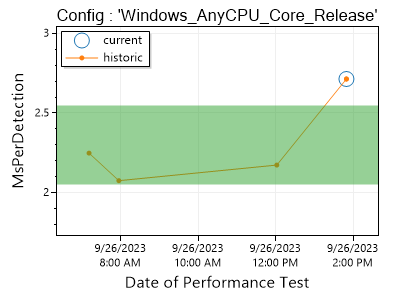 Config : 'Windows_AnyCPU_Core_Release'
current
historic
3
2.5
2
MsPerDetection
9/26/2023 9/26/2023 9/26/2023 9/26/2023
8:00 AM 10:00 AM 12:00 PM 2:00 PM
Date of Performance Test